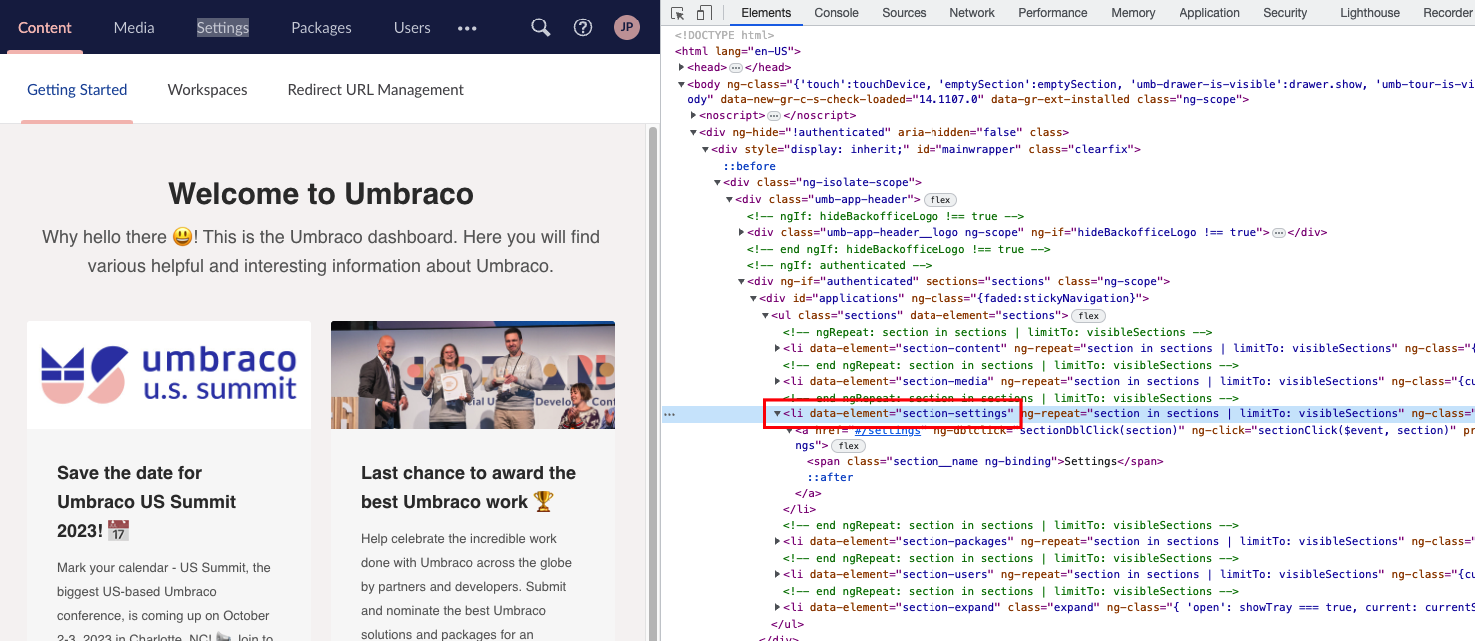 Content Media Settings Packages Users ••• JP
Getting Started Workspaces Redirect URL Management
Welcome to Umbraco
Why hello there 😃! This is the Umbraco dashboard. Here you will find
various helpful and interesting information about Umbraco.
umbraco
u.s. summit
Save the date for
Umbraco US Summit
2023! 📅
Mark your calendar - US Summit, the
biggest US-based Umbraco
conference, is coming up on October
2-3, 2023 in Charlotte, NC! Join to
Last chance to award the
best Umbraco work 🏆
Help celebrate the incredible work
done with Umbraco across the globe
by partners and developers. Submit
and nominate the best Umbraco
solutions and packages for an
Elements Console Sources Network Performance Memory Application Security Lighthouse Recorder
<!DOCTYPE html>
<html lang="en-US">
<head>…</head>
<body ng-class="{'touch':touchDevice, 'emptySection':emptySection, 'umb-drawer-is-visible':drawer.show, 'umb-tour-is-vi
ody" data-new-gr-c-s-check-loaded="14.1107.0" data-gr-ext-installed class="ng-scope">
<noscript>…</noscript>
<div ng-hide="!authenticated" aria-hidden="false" class>
<div style="display: inherit;" id="mainwrapper" class="clearfix">
::before
<div class="ng-isolate-scope">
<div class="umb-app-header"> flex
<!-- ngIf: hideBackofficeLogo !== true -->
<div class="umb-app-header__logo ng-scope" ng-if="hideBackofficeLogo !== true">…</div>
<!-- end ngIf: hideBackofficeLogo !== true -->
<!-- ngIf: authenticated -->
<div ng-if="authenticated" sections="sections" class="ng-scope">
<div id="applications" ng-class="{faded:stickyNavigation}">
<ul class="sections" data-element="sections"> flex
<!-- ngRepeat: section in sections | limitTo: visibleSections -->
<li data-element="section-content" ng-repeat="section in sections | limitTo: visibleSections" ng-class="{
<!-- end ngRepeat: section in sections | limitTo: visibleSections -->
<li data-element="section-media" ng-repeat="section in sections | limitTo: visibleSections" ng-class="{cu
<!-- end ngRepeat: section in sections | limitTo: visibleSections -->
<li data-element="section-settings" ng-repeat="section in sections | limitTo: visibleSections" ng-class="
<a href="#/settings" ng-dblclick="sectionDblClick(section)" ng-click="sectionClick($event, section)" pr
ngs"> flex
<span class="section__name ng-binding">Settings</span>
::after
</a>
</li>
<!-- end ngRepeat: section in sections | limitTo: visibleSections -->
<li data-element="section-packages" ng-repeat="section in sections | limitTo: visibleSections" ng-class="
<!-- end ngRepeat: section in sections | limitTo: visibleSections -->
<li data-element="section-users" ng-repeat="section in sections | limitTo: visibleSections" ng-class="{cu
<!-- end ngRepeat: section in sections | limitTo: visibleSections -->
<li data-element="section-expand" class="expand" ng-class="{ 'open': showTray === true, current: currentS
</ul>
</div>